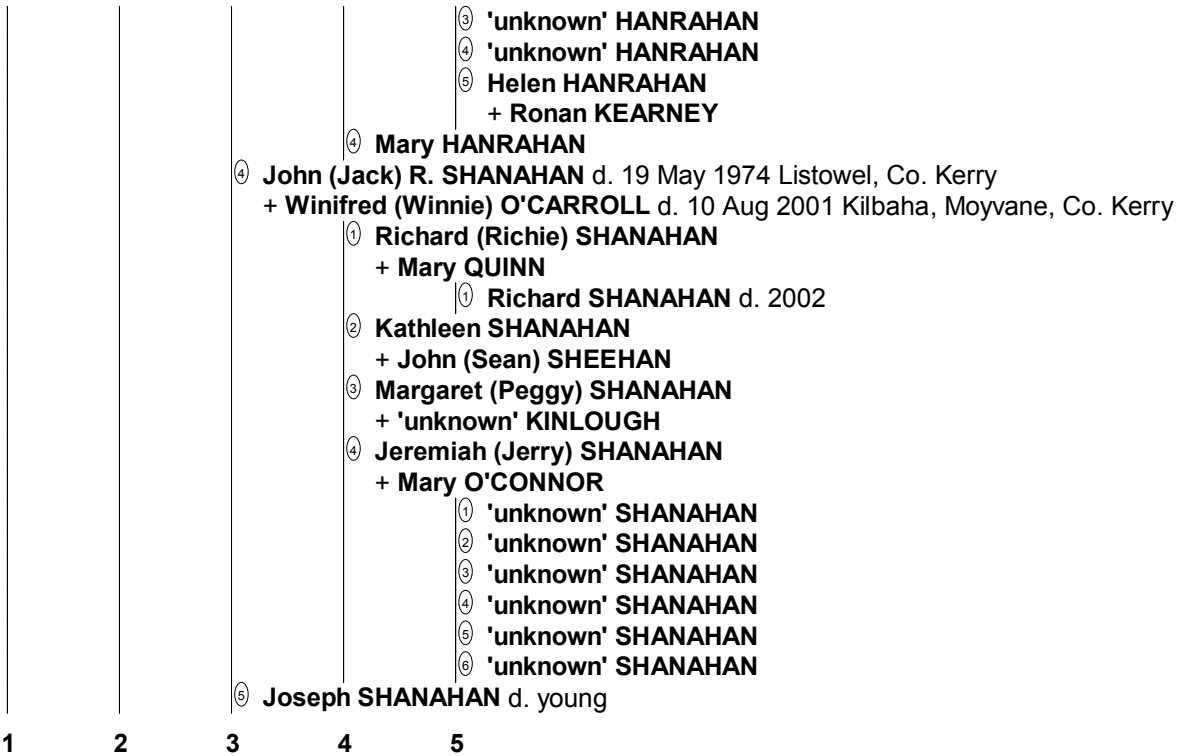 ③ 'unknown' HANRAHAN
④ 'unknown' HANRAHAN
⑤ Helen HANRAHAN
+ Ronan KEARNEY
④ Mary HANRAHAN
④ John (Jack) R. SHANAHAN d. 19 May 1974 Listowel, Co. Kerry
+ Winifred (Winnie) O'CARROLL d. 10 Aug 2001 Kilbaha, Moyvane, Co. Kerry
① Richard (Richie) SHANAHAN
+ Mary QUINN
① Richard SHANAHAN d. 2002
② Kathleen SHANAHAN
+ John (Sean) SHEEHAN
③ Margaret (Peggy) SHANAHAN
+ 'unknown' KINLOUGH
④ Jeremiah (Jerry) SHANAHAN
+ Mary O'CONNOR
① 'unknown' SHANAHAN
② 'unknown' SHANAHAN
③ 'unknown' SHANAHAN
④ 'unknown' SHANAHAN
⑤ 'unknown' SHANAHAN
⑥ 'unknown' SHANAHAN
⑤ Joseph SHANAHAN d. young
1 2 3 4 5